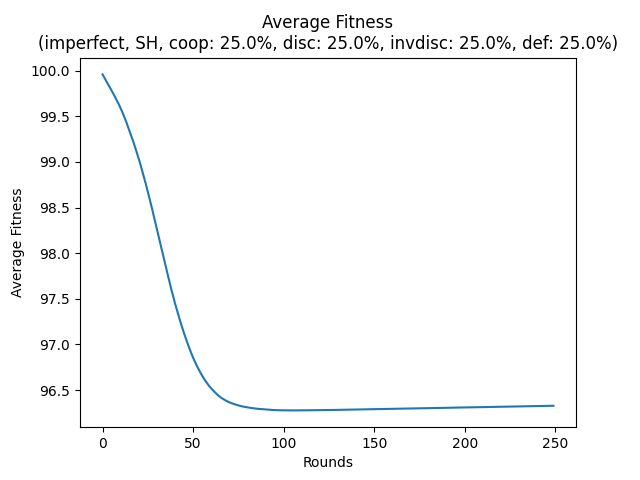 Average Fitness
(imperfect, SH, coop: 25.0%, disc: 25.0%, invdisc: 25.0%, def: 25.0%)
100.0
99.5
99.0
98.5
98.0
97.5
97.0
96.5
Average Fitness
0 50 100 150 200 250
Rounds